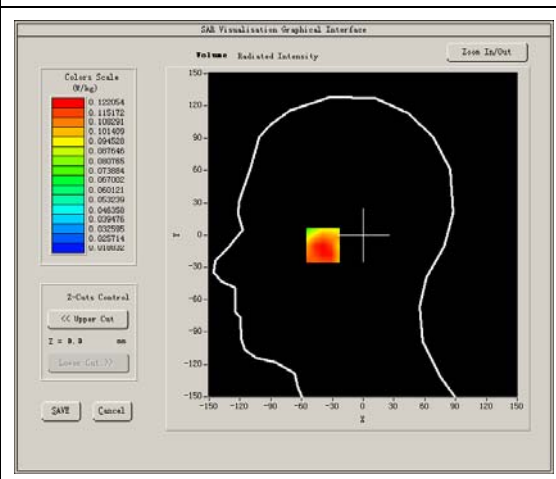 SAR Visualisation Graphical Interface
Volume Radiated Intensity
Zoom In/Out
Colors Scale
(W/kg)
0.122054
0.115172
0.108291
0.101409
0.094528
0.087646
0.080765
0.073884
0.067002
0.060121
0.053239
0.046358
0.039476
0.032595
0.025714
0.018832
Z-Cuts Control
<< Upper Cut
Z = 0.0 mm
Lower Cut >>
SAVE Cancel
150
120
90
60
30
Y 0
-30
-60
-90
-120
-150
-150 -120 -90 -60 -30 0 30 60 90 120 150
X